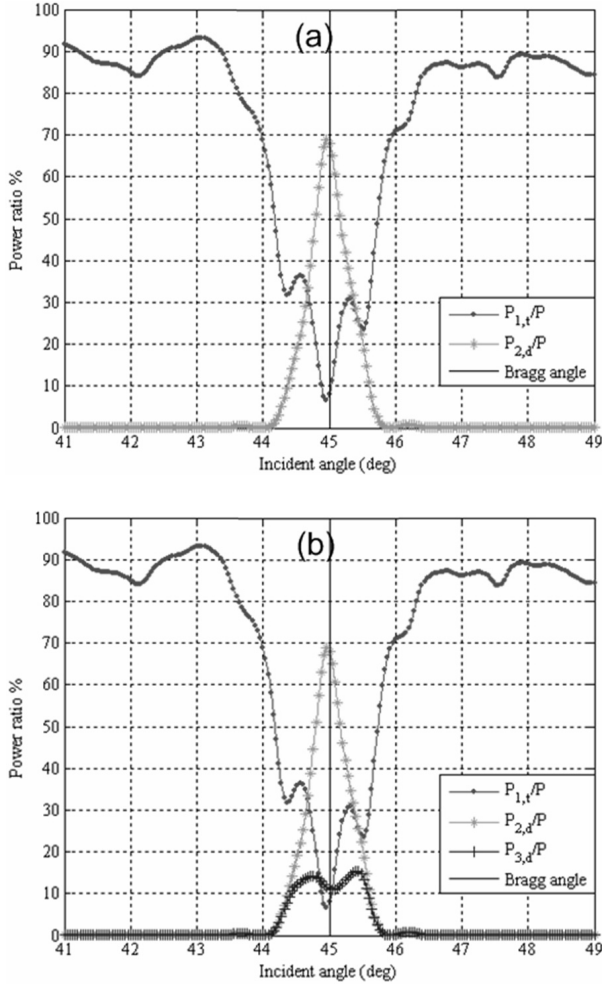 (a)
Power ratio %
100
90
80
70
60
50
40
30
20
10
0
41 42 43 44 45 46 47 48 49
Incident angle (deg)
P1,t/P
P2,d/P
Bragg angle
(b)
Power ratio %
100
90
80
70
60
50
40
30
20
10
0
41 42 43 44 45 46 47 48 49
Incident angle (deg)
P1,t/P
P2,d/P
P3,d/P
Bragg angle